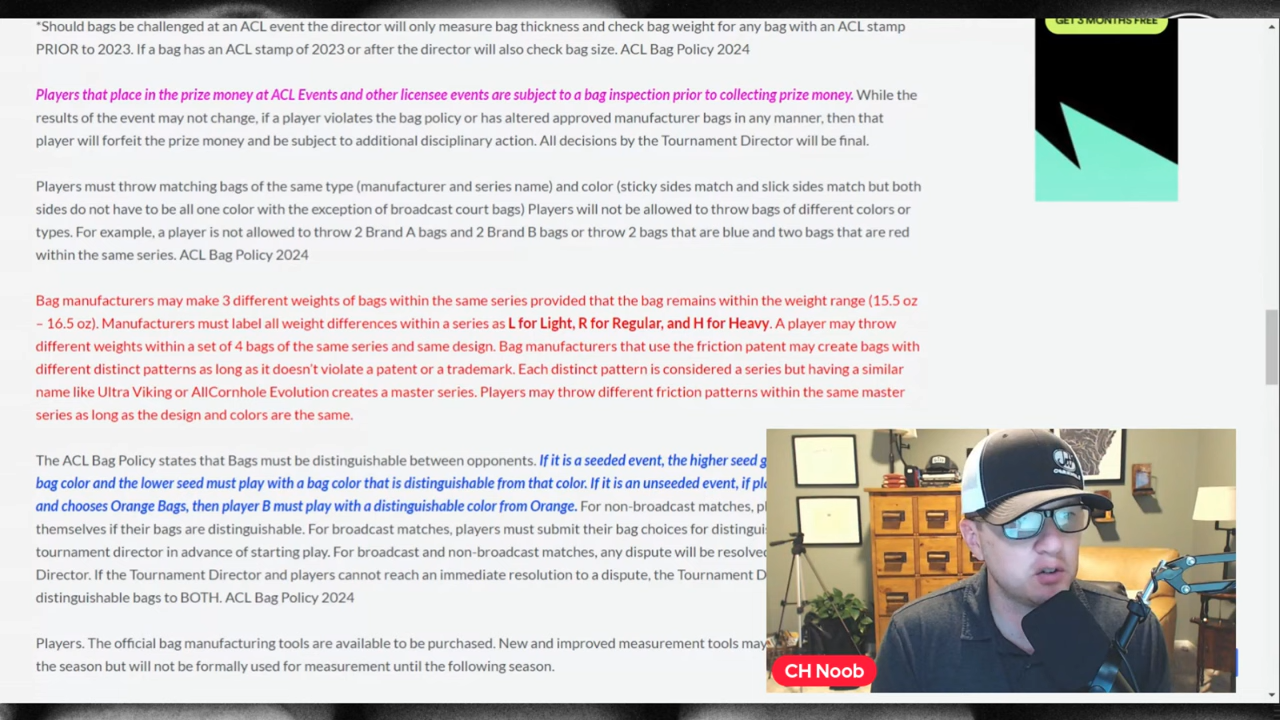 GET 3 MONTHS FREE
*Should bags be challenged at an ACL event the director will only measure bag thickness and check bag weight for any bag with an ACL stamp
PRIOR to 2023. If a bag has an ACL stamp of 2023 or after the director will also check bag size. ACL Bag Policy 2024
Players that place in the prize money at ACL Events and other licensee events are subject to a bag inspection prior to collecting prize money. While the
results of the event may not change, if a player violates the bag policy or has altered approved manufacturer bags in any manner, then that
player will forfeit the prize money and be subject to additional disciplinary action. All decisions by the Tournament Director will be final.
Players must throw matching bags of the same type (manufacturer and series name) and color (sticky sides match and slick sides match but both
sides do not have to be all one color with the exception of broadcast court bags) Players will not be allowed to throw bags of different colors or
types. For example, a player is not allowed to throw 2 Brand A bags and 2 Brand B bags or throw 2 bags that are blue and two bags that are red
within the same series. ACL Bag Policy 2024
Bag manufacturers may make 3 different weights of bags within the same series provided that the bag remains within the weight range (15.5 oz
– 16.5 oz). Manufacturers must label all weight differences within a series as L for Light, R for Regular, and H for Heavy. A player may throw
different weights within a set of 4 bags of the same series and same design. Bag manufacturers that use the friction patent may create bags with
different distinct patterns as long as it doesn't violate a patent or a trademark. Each distinct pattern is considered a series but having a similar
name like Ultra Viking or AllCornhole Evolution creates a master series. Players may throw different friction patterns within the same master
series as long as the design and colors are the same.
The ACL Bag Policy states that Bags must be distinguishable between opponents. If it is a seeded event, the higher seed g
bag color and the lower seed must play with a bag color that is distinguishable from that color. If it is an unseeded event, if pl
and chooses Orange Bags, then player B must play with a distinguishable color from Orange. For non-broadcast matches, pl
themselves if their bags are distinguishable. For broadcast matches, players must submit their bag choices for distinguis
tournament director in advance of starting play. For broadcast and non-broadcast matches, any dispute will be resolved
Director. If the Tournament Director and players cannot reach an immediate resolution to a dispute, the Tournament D
distinguishable bags to BOTH. ACL Bag Policy 2024
Players. The official bag manufacturing tools are available to be purchased. New and improved measurement tools may
the season but will not be formally used for measurement until the following season.
CH Noob